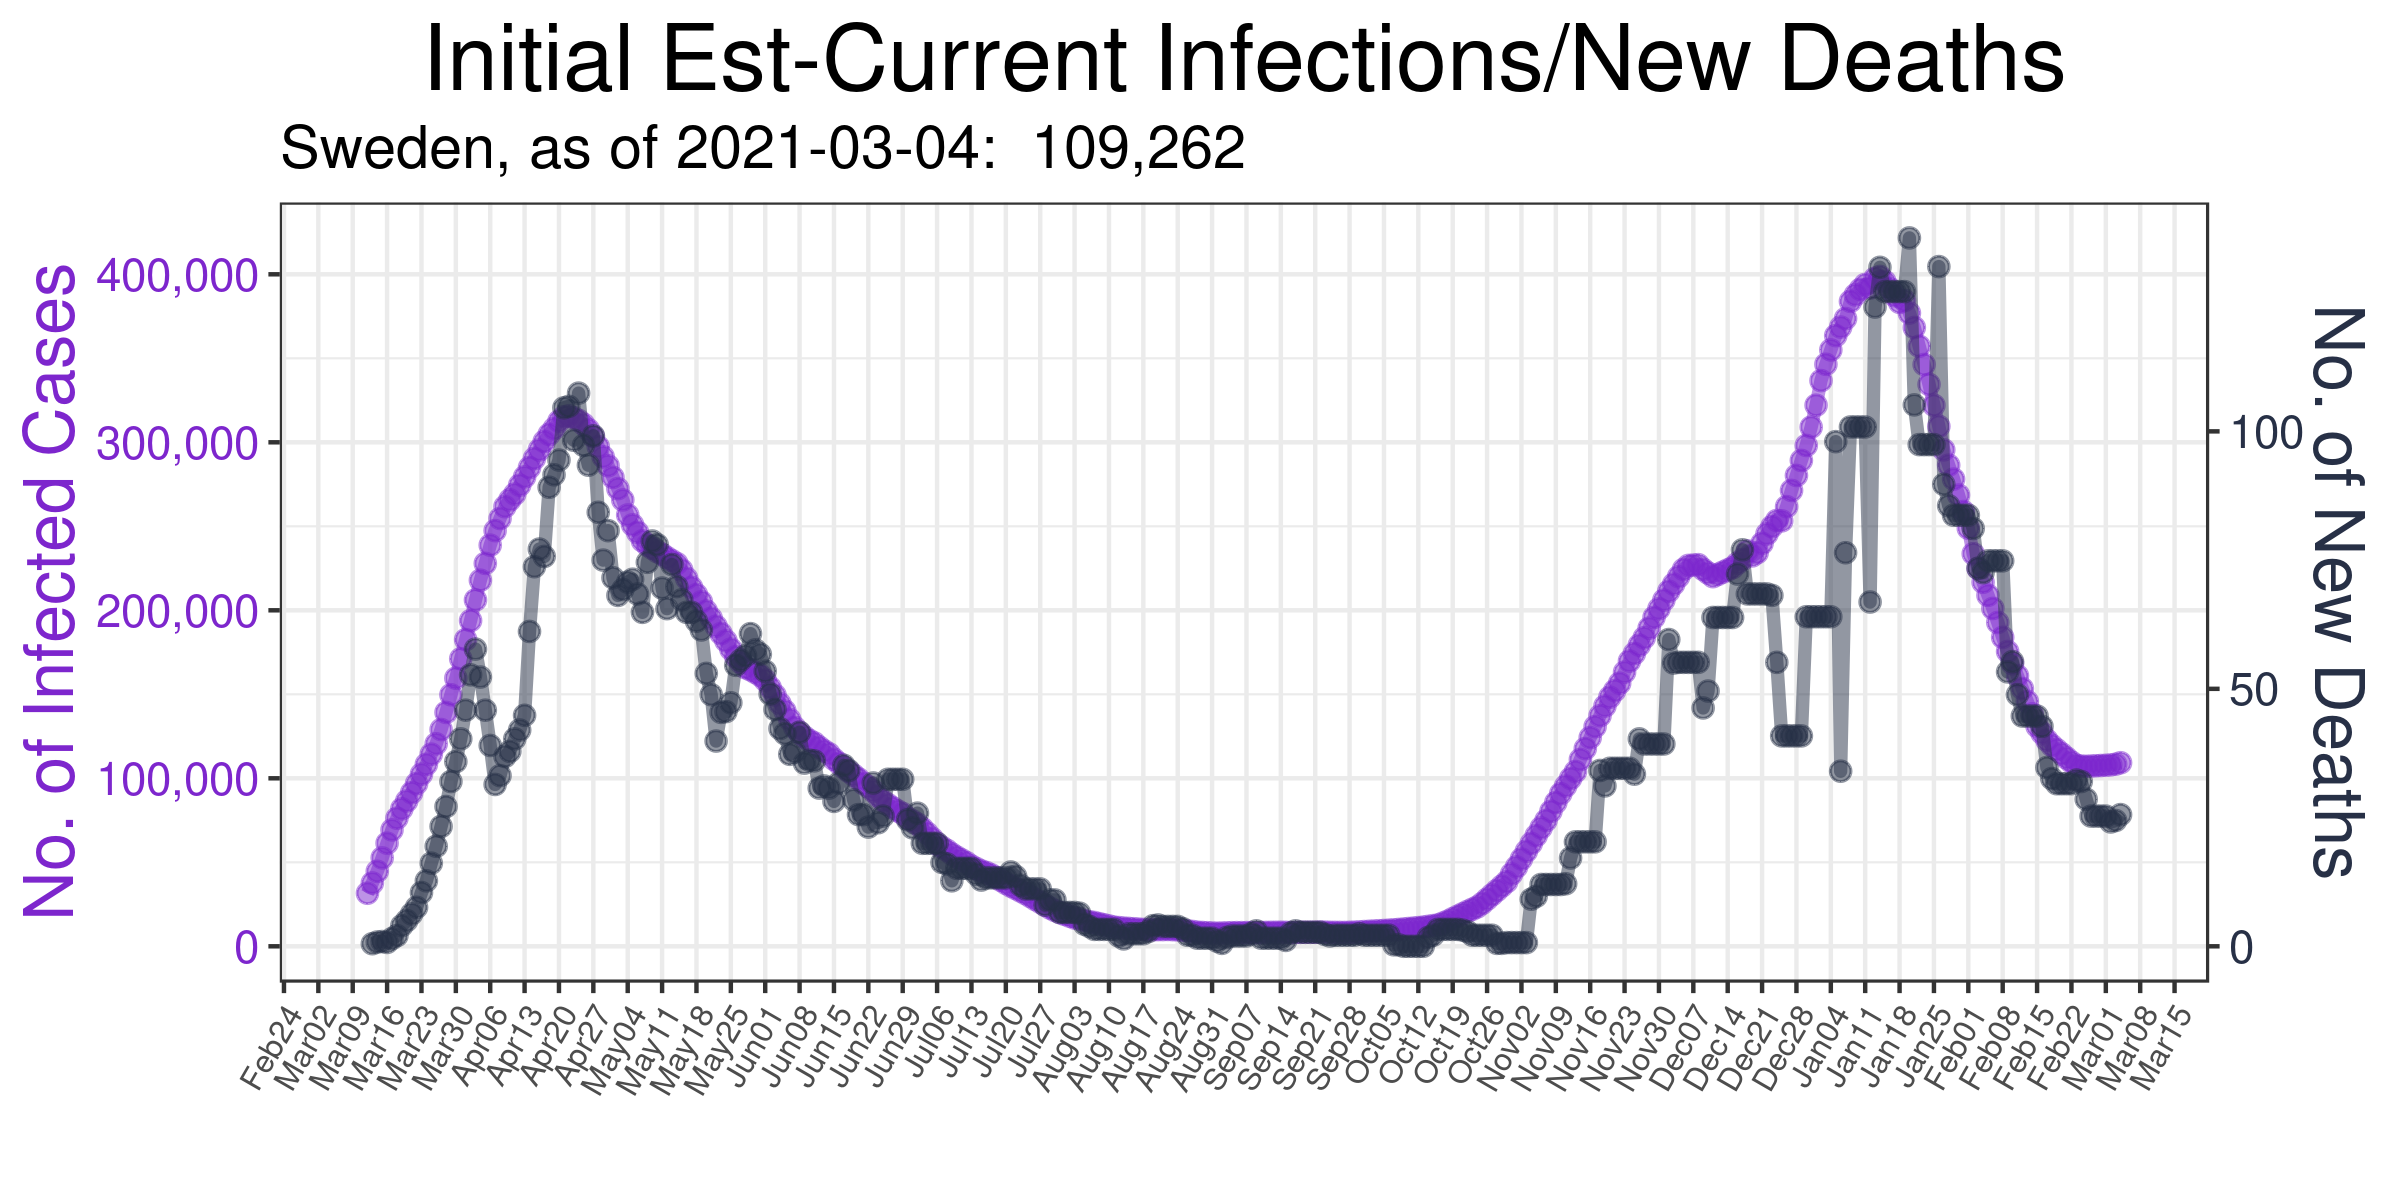 Initial Est-Current Infections/New Deaths
Sweden, as of 2021-03-04:  109,262
No. of Infected Cases
400,000
300,000
200,000
100,000
0
100
50
0
No. of New Deaths
Feb24 Mar02 Mar09 Mar16 Mar23 Mar30 Apr06 Apr13 Apr20 Apr27 May04 May11 May18 May25 Jun01 Jun08 Jun15 Jun22 Jun29 Jul06 Jul13 Jul20 Jul27 Aug03 Aug10 Aug17 Aug24 Aug31 Sep07 Sep14 Sep21 Sep28 Oct05 Oct12 Oct19 Oct26 Nov02 Nov09 Nov16 Nov23 Nov30 Dec07 Dec14 Dec21 Dec28 Jan04 Jan11 Jan18 Jan25 Feb01 Feb08 Feb15 Feb22 Mar01 Mar08 Mar15